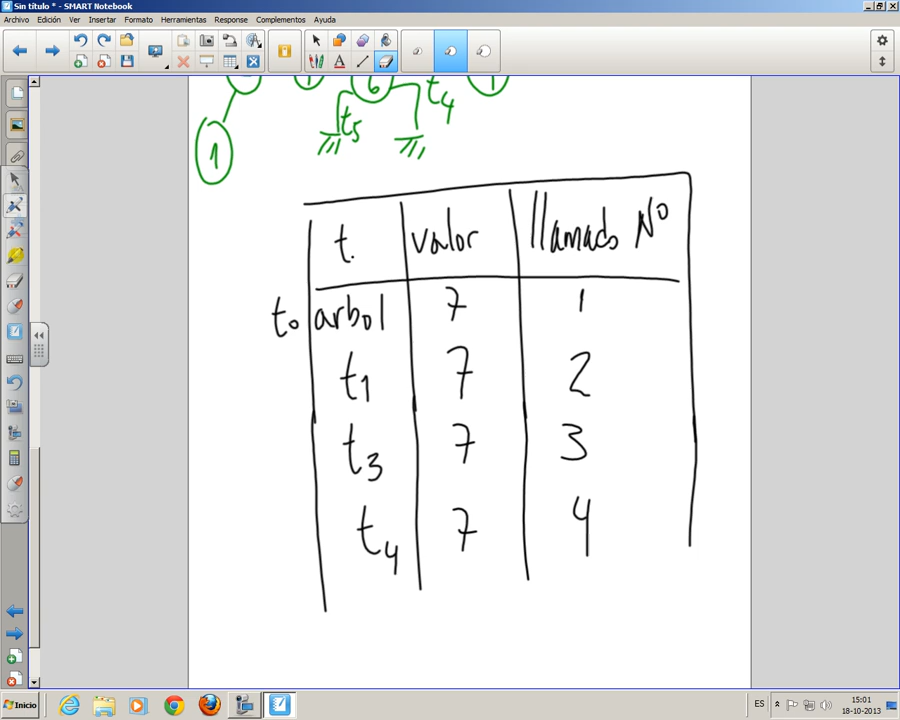 Sin título * - SMART Notebook
Archivo Edición Ver Insertar Formato Herramientas Response Complementos Ayuda
6 t4
t5
1
t. valor llamado Nº
to arbol 7 1
t1 7 2
t3 7 3
t4 7 4
Inicio
ES
15:01
18-10-2013